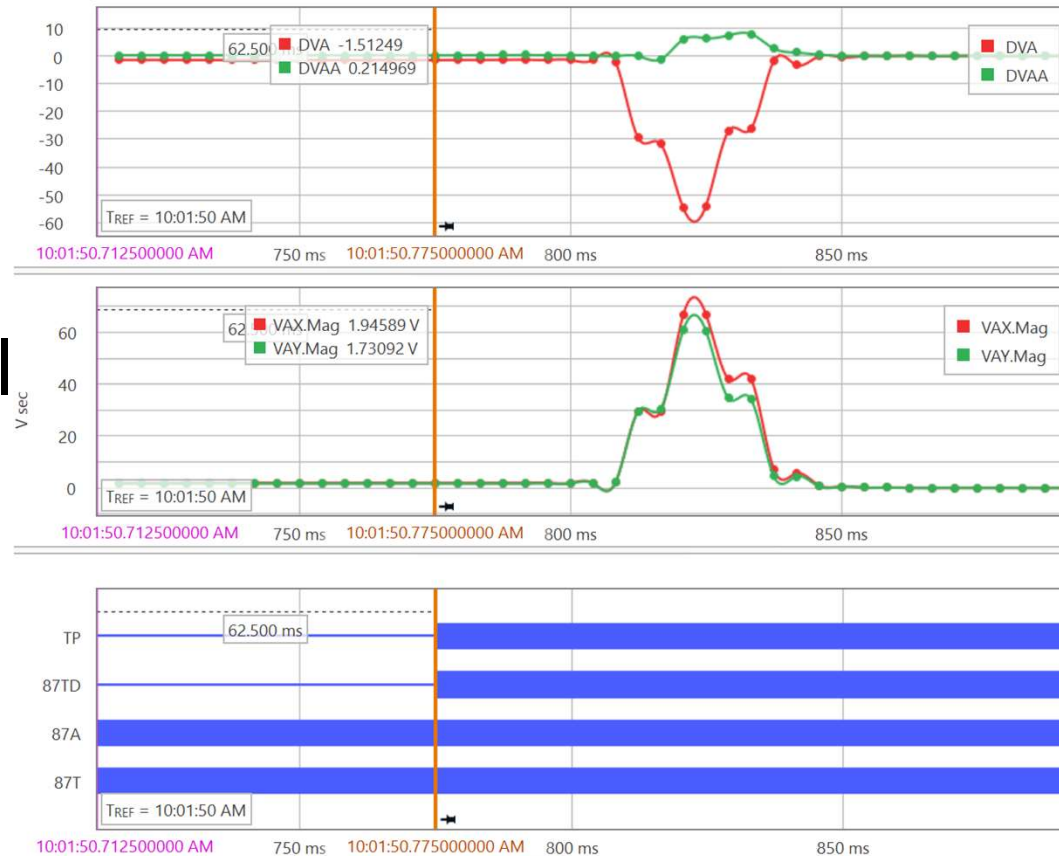 10
0
-10
-20
-30
-40
-50
-60
62.500 ms
DVA -1.51249
DVAA 0.214969
DVA
DVAA
TREF = 10:01:50 AM
10:01:50.712500000 AM 750 ms 10:01:50.775000000 AM 800 ms 850 ms
V sec
60
40
20
0
VAX.Mag 1.94589 V
VAY.Mag 1.73092 V
VAX.Mag
VAY.Mag
TREF = 10:01:50 AM
10:01:50.712500000 AM 750 ms 10:01:50.775000000 AM 800 ms 850 ms
62.500 ms
TP
87TD
87A
87T
TREF = 10:01:50 AM
10:01:50.712500000 AM 750 ms 10:01:50.775000000 AM 800 ms 850 ms